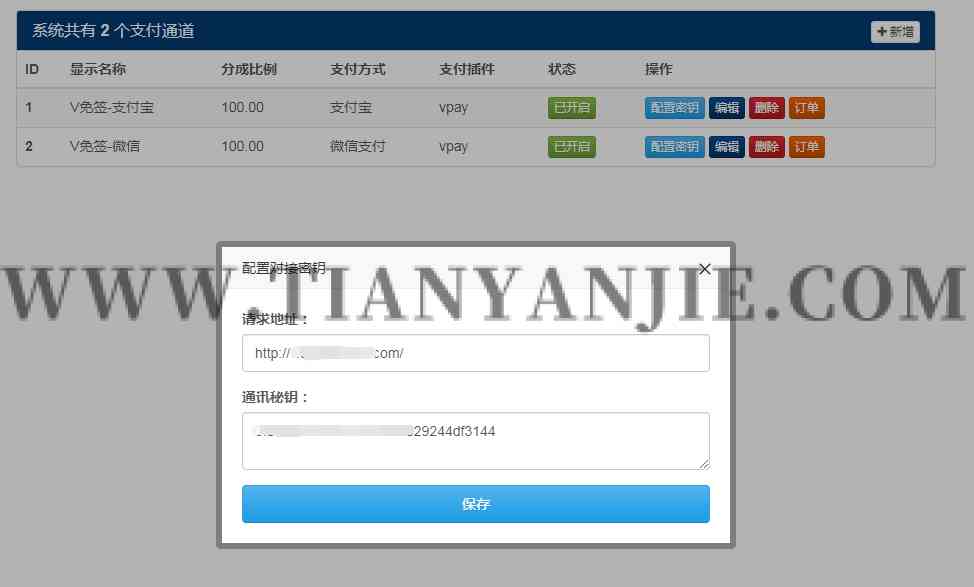 系统共有 2 个支付通道
新增
ID 显示名称 分成比例 支付方式 支付插件 状态 操作
1 V免签-支付宝 100.00 支付宝 vpay 已开启 配置密钥 编辑 删除 订单
2 V免签-微信 100.00 微信支付 vpay 已开启 配置密钥 编辑 删除 订单
配置对接密钥
WWW.TIANYANJIE.COM
请求地址：
http:// com/
通讯秘钥：
29244df3144
保存